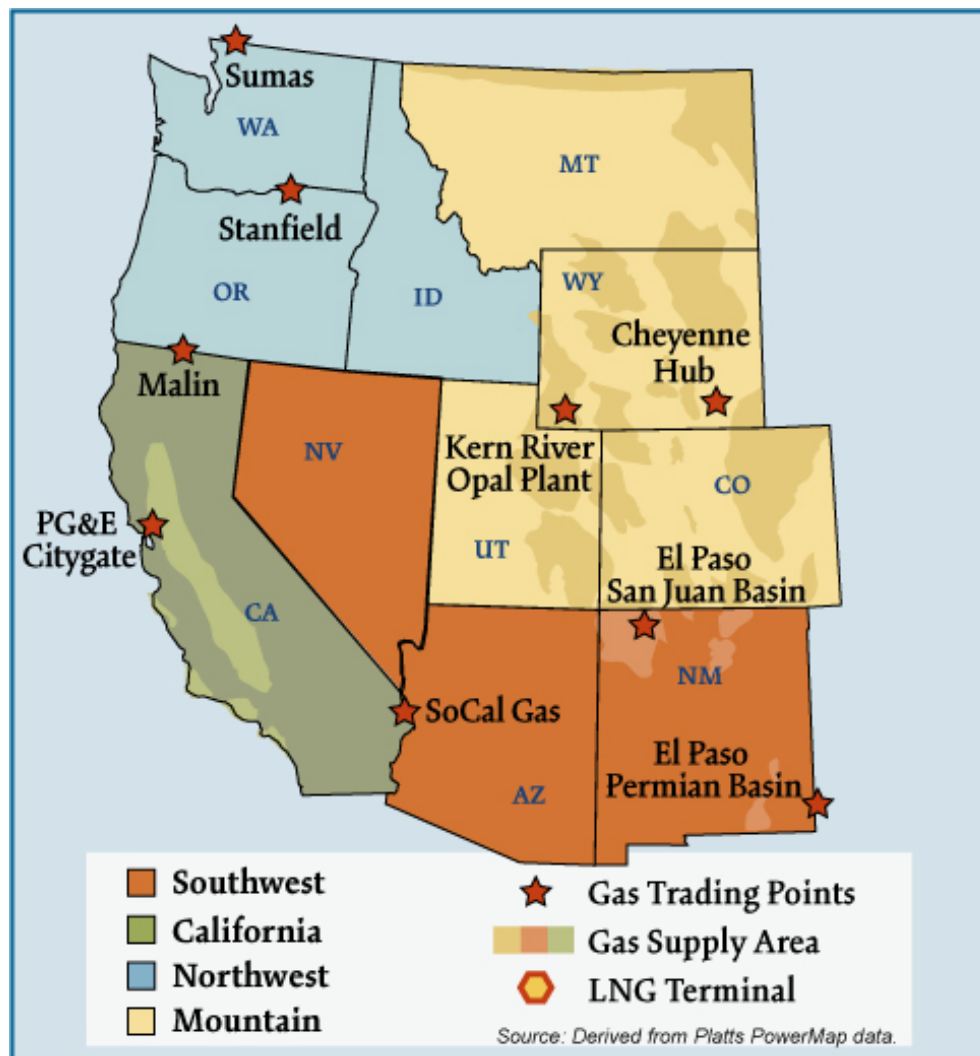 Sumas
WA
MT
Stanfield
OR
ID
WY
Cheyenne
Hub
Malin
NV
Kern River
Opal Plant
CO
PG&E
Citygate
UT
El Paso
San Juan Basin
CA
NM
SoCal Gas
El Paso
Permian Basin
AZ
Southwest
California
Northwest
Mountain
Gas Trading Points
Gas Supply Area
LNG Terminal
Source: Derived from Platts PowerMap data.